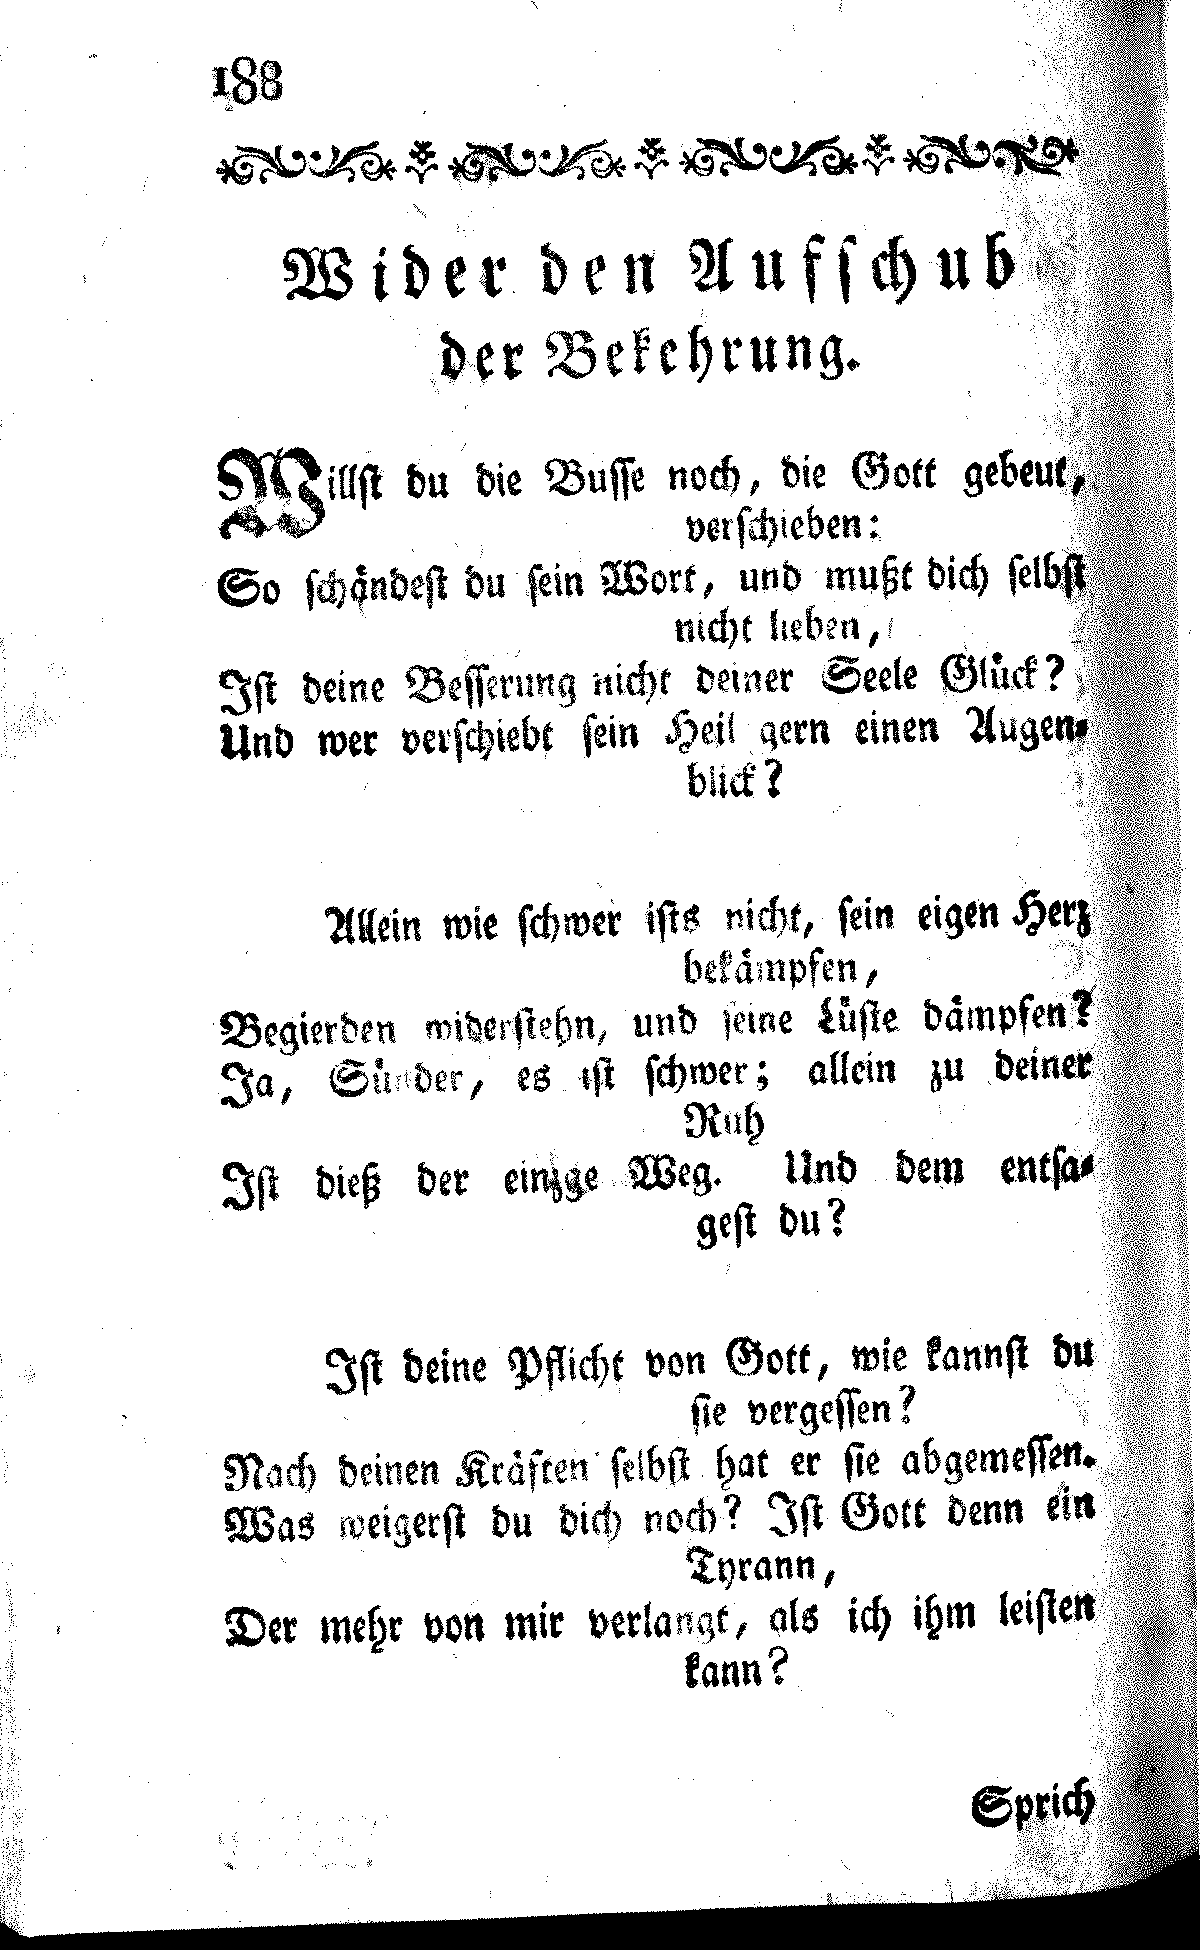 188
Wider den Aufschub
der Bekehrung.
Willst du die Busse noch, die Gott gebeut,
verschieben:
So schändest du sein Wort, und mußt dich selbst
nicht lieben,
Ist deine Besserung nicht deiner Seele Glück?
Und wer verschiebt sein Heil gern einen Augen-
blick?
Allein wie schwer ists nicht, sein eigen Herz
bekämpfen,
Begierden widerstehn, und seine Lüste dämpfen?
Ja, Sünder, es ist schwer; allein zu deiner
Ruh
Ist dieß der einzge Weg. Und dem entsa-
gest du?
Ist deine Pflicht von Gott, wie kannst du
sie vergessen?
Nach deinen Kräften selbst hat er sie abgemessen.
Was weigerst du dich noch? Ist Gott denn ein
Tyrann,
Der mehr von mir verlangt, als ich ihm leisten
kann?
Sprich